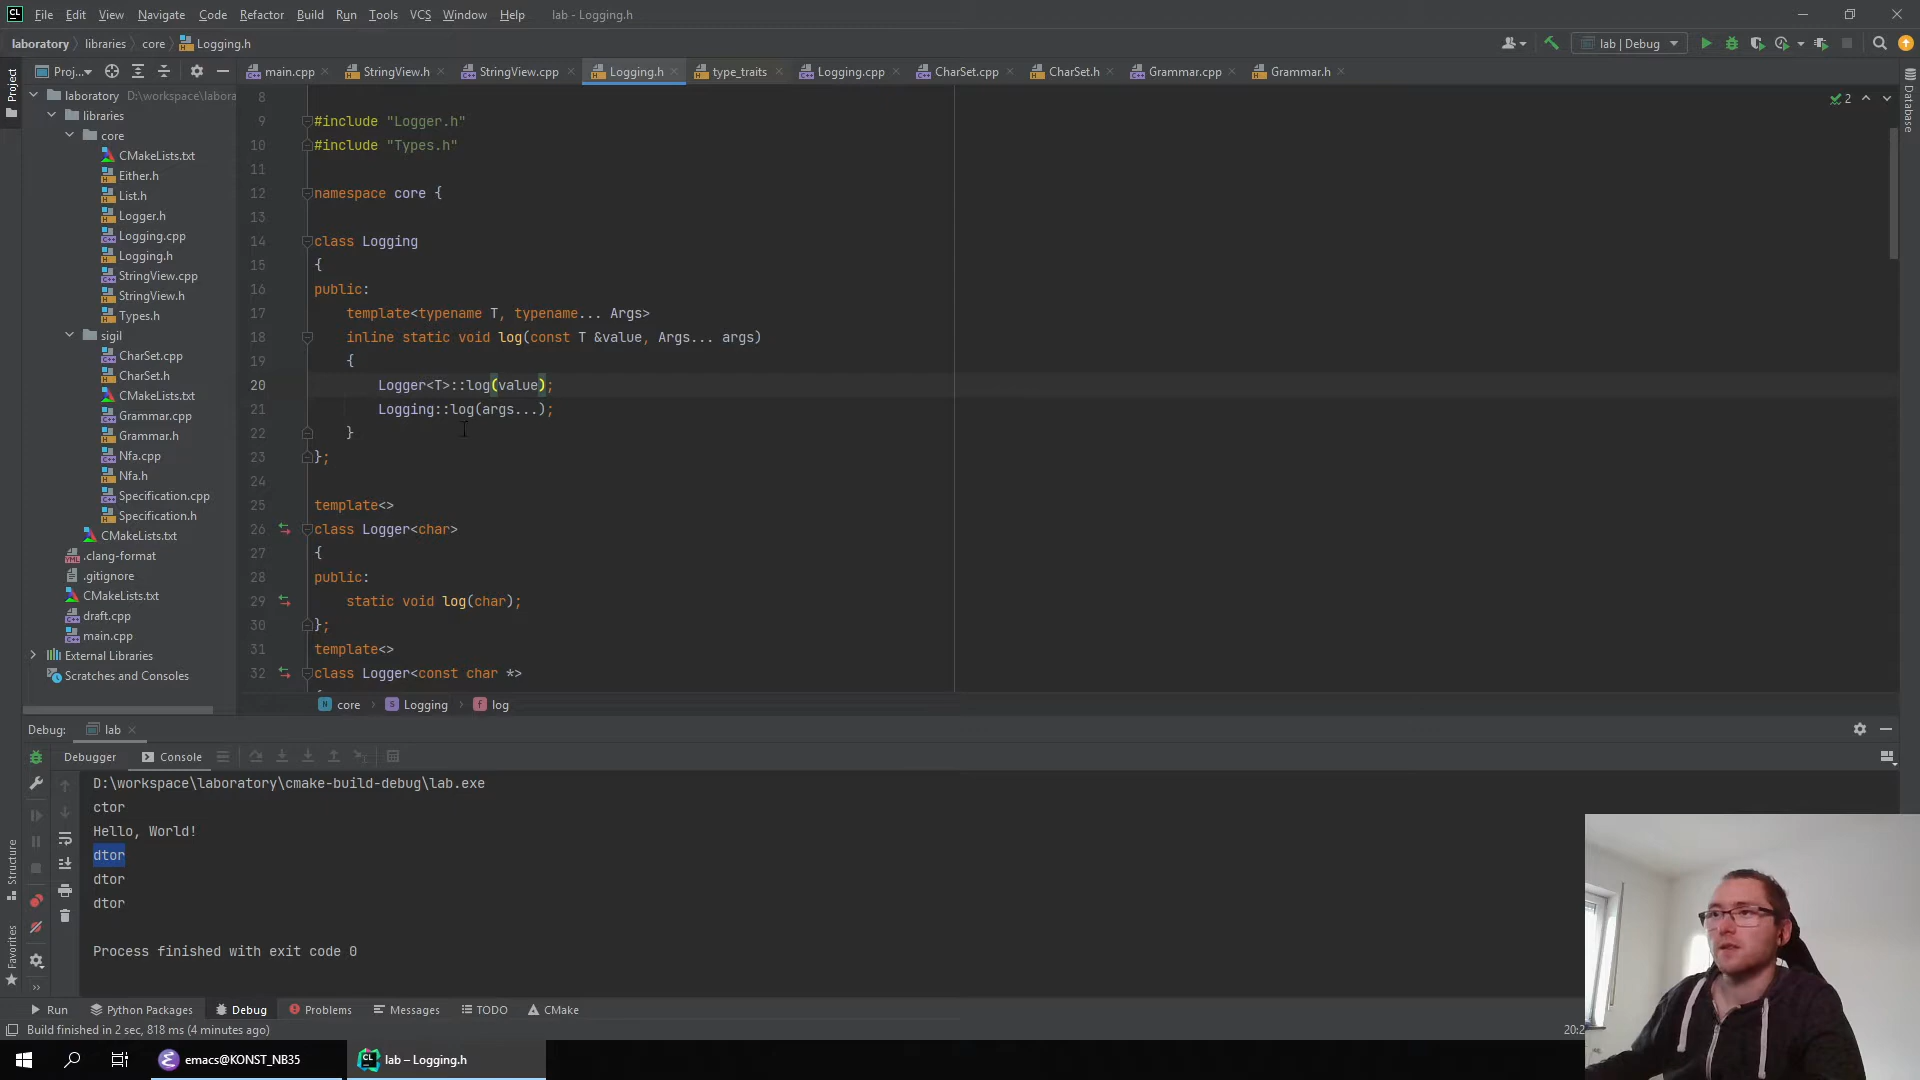 CL File Edit View Navigate Code Refactor Build Run Tools VCS Window Help lab - Logging.h
laboratory libraries core Logging.h lab | Debug
Project Proj... main.cpp StringView.h StringView.cpp Logging.h type_traits Logging.cpp CharSet.cpp CharSet.h Grammar.cpp Grammar.h Database
laboratory D:\workspace\labora
libraries
core
CMakeLists.txt
Either.h
List.h
Logger.h
Logging.cpp
Logging.h
StringView.cpp
StringView.h
Types.h
sigil
CharSet.cpp
CharSet.h
CMakeLists.txt
Grammar.cpp
Grammar.h
Nfa.cpp
Nfa.h
Specification.cpp
Specification.h
CMakeLists.txt
.clang-format
.gitignore
CMakeLists.txt
draft.cpp
main.cpp
External Libraries
Scratches and Consoles
2
8
9 #include "Logger.h"
10 #include "Types.h"
11
12 namespace core {
13
14 class Logging
15 {
16 public:
17 template<typename T, typename... Args>
18 inline static void log(const T &value, Args... args)
19 {
20 Logger<T>::log(value);
21 Logging::log(args...);
22 }
23 };
24
25 template<>
26 class Logger<char>
27 {
28 public:
29 static void log(char);
30 };
31 template<>
32 class Logger<const char *>
core Logging log
Debug: lab
Debugger Console
D:\workspace\laboratory\cmake-build-debug\lab.exe
ctor
Hello, World!
dtor
dtor
dtor
Process finished with exit code 0
Structure
Favorites
Run Python Packages Debug Problems Messages TODO CMake
Build finished in 2 sec, 818 ms (4 minutes ago) 20:2
emacs@KONST_NB35 lab – Logging.h